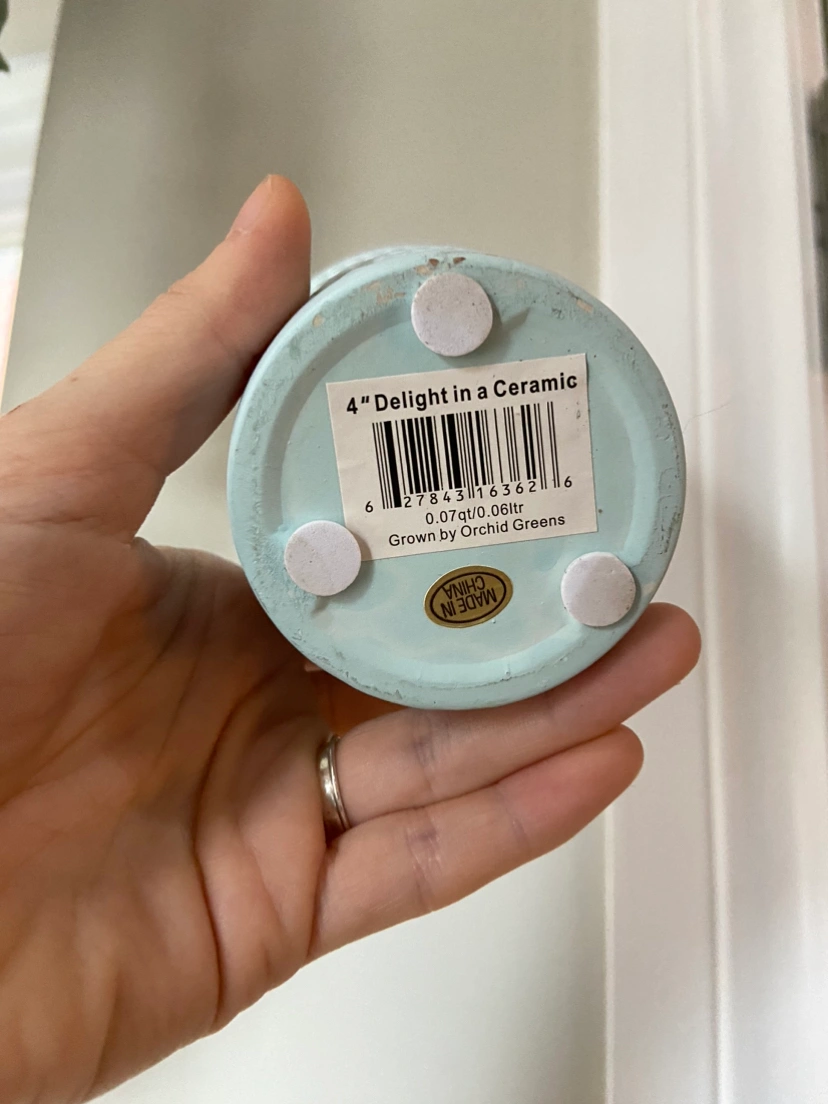 4" Delight in a Ceramic
6 27843 16362 6
0.07qt/0.06ltr
Grown by Orchid Greens
MADE IN
CHINA